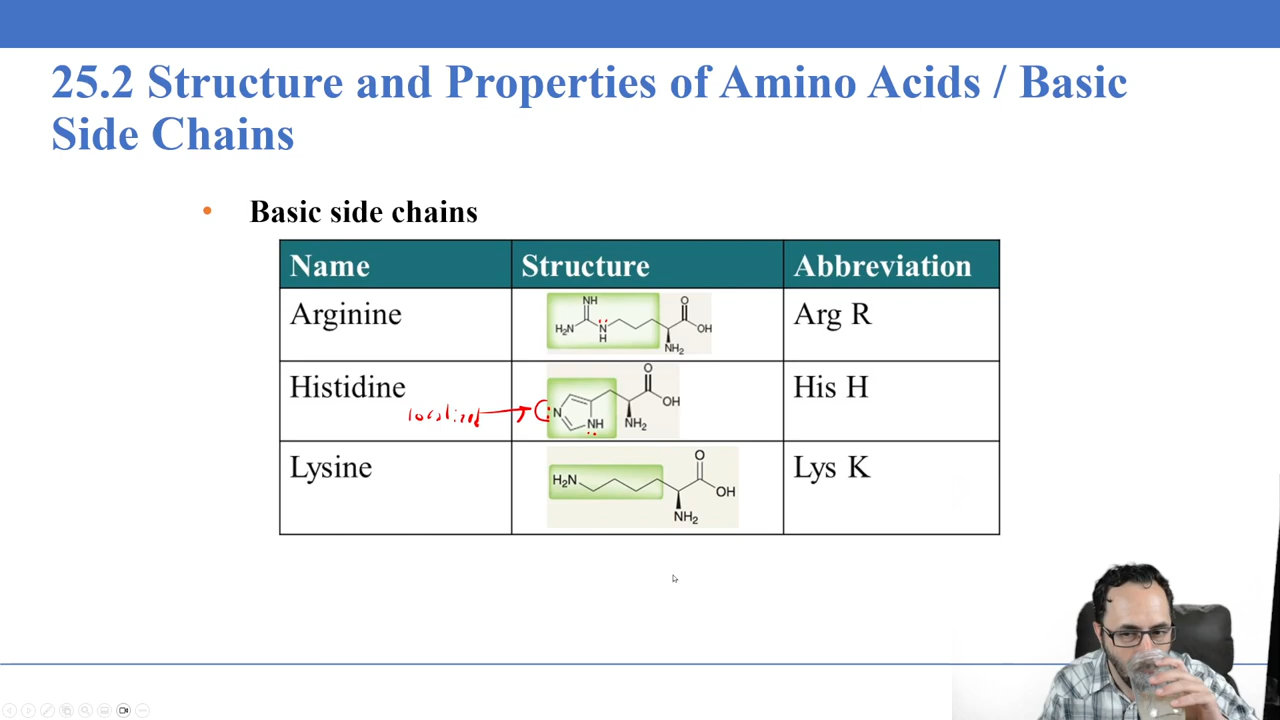 25.2 Structure and Properties of Amino Acids / Basic
Side Chains
• Basic side chains
Name Structure Abbreviation
Arginine
NH
H₂N
N
H
O
OH
NH₂
Arg R
Histidine
localized
N
NH
O
OH
NH₂
His H
Lysine
H₂N
O
OH
NH₂
Lys K